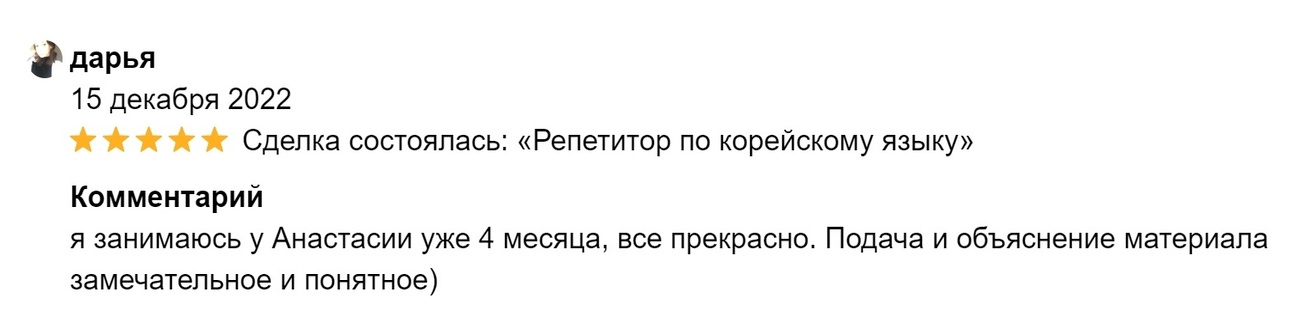 дарья
15 декабря 2022
Сделка состоялась: «Репетитор по корейскому языку»
Комментарий
я занимаюсь у Анастасии уже 4 месяца, все прекрасно. Подача и объяснение материала
замечательное и понятное)